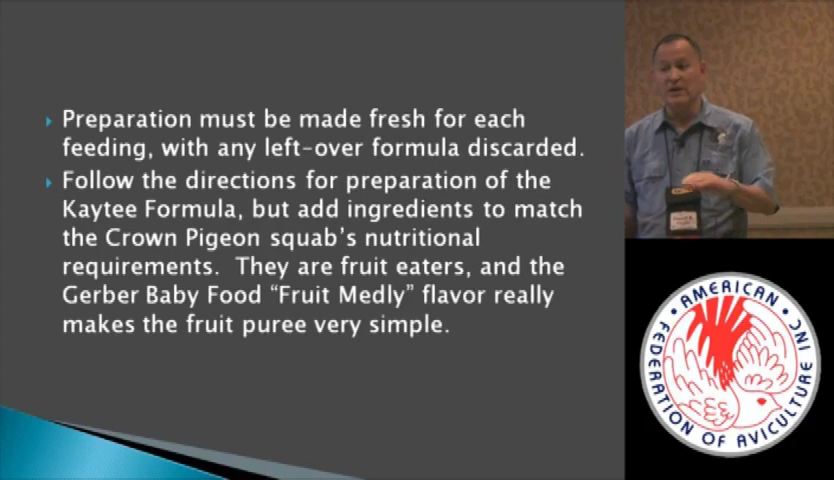 Preparation must be made fresh for each
feeding, with any left-over formula discarded.
Follow the directions for preparation of the
Kaytee Formula, but add ingredients to match
the Crown Pigeon squab's nutritional
requirements.  They are fruit eaters, and the
Gerber Baby Food “Fruit Medly” flavor really
makes the fruit puree very simple.
AMERICAN
FEDERATION OF AVICULTURE
INC